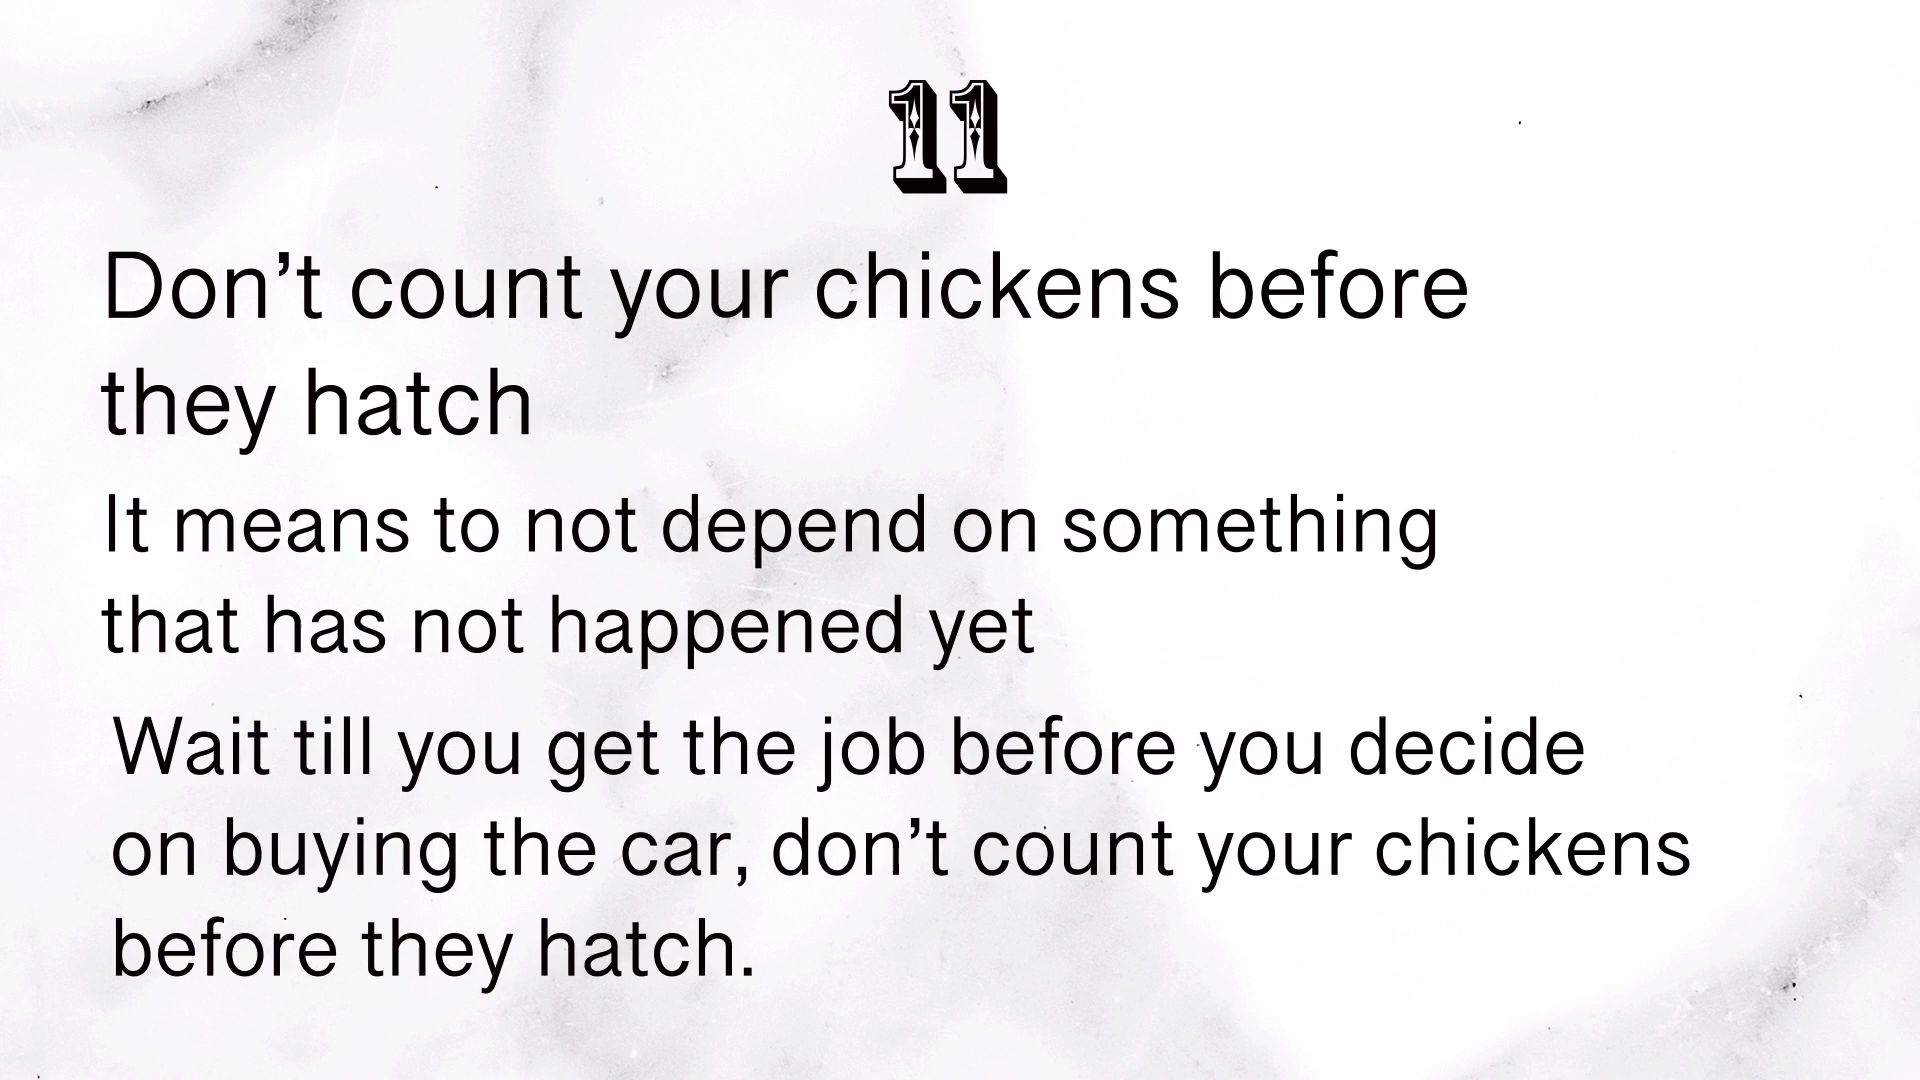 11
Don’t count your chickens before
they hatch
It means to not depend on something
that has not happened yet
Wait till you get the job before you decide
on buying the car, don’t count your chickens
before they hatch.